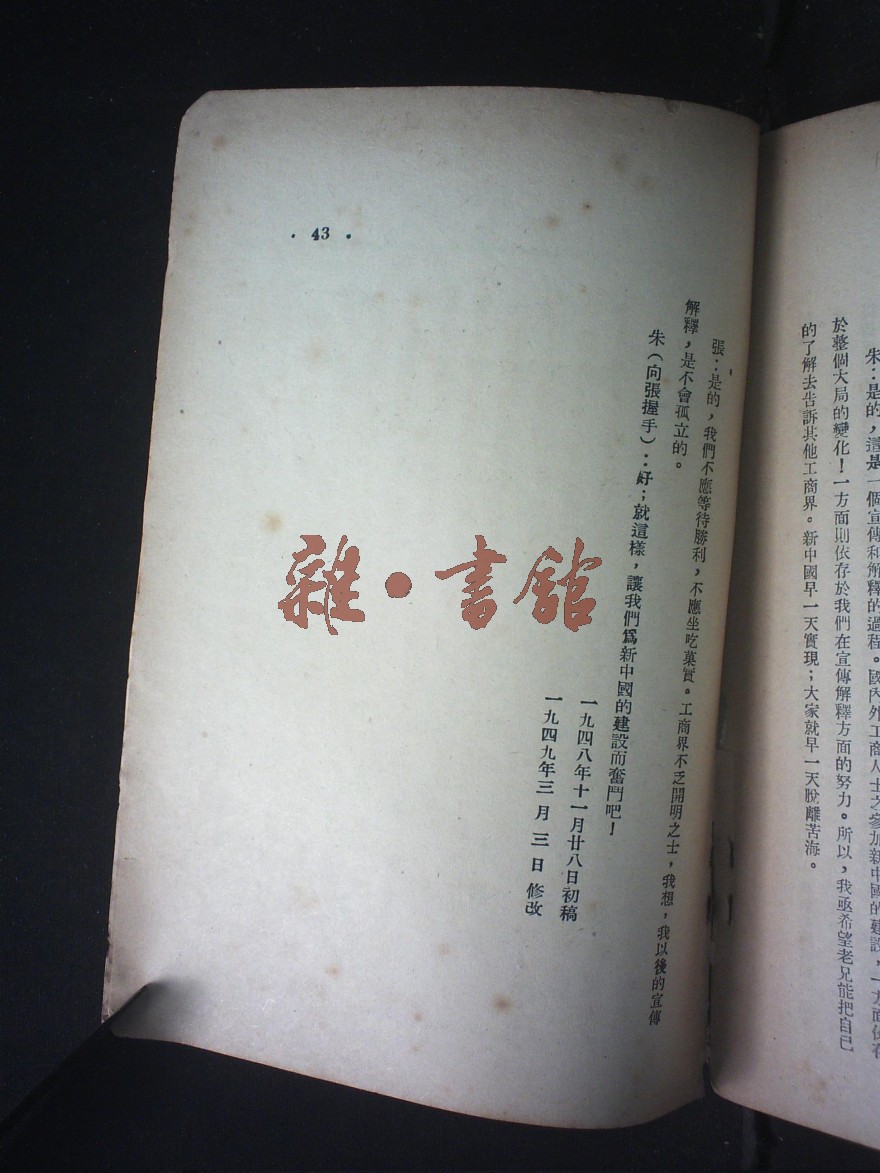 朱：是的，這是一個宣傳和解釋的過程。國內外工商人士之參加新中國的建設，一方面依存
於整個大局的變化！一方面則依存於我們在宣傳解釋方面的努力。所以，我亟希望老兄能把自己
的了解去告訴其他工商界。新中國早一天實現；大家就早一天脫離苦海。
張：是的，我們不應等待勝利，不應坐吃菓實。工商界不乏開明之士，我想，我以後的宣傳
解釋，是不會孤立的。
朱（向張握手）：好；就這樣，讓我們爲新中國的建設而奮鬥吧！
一九四八年十一月廿八日初稿
一九四九年三月三日修改
· 43 ·
雜·書館